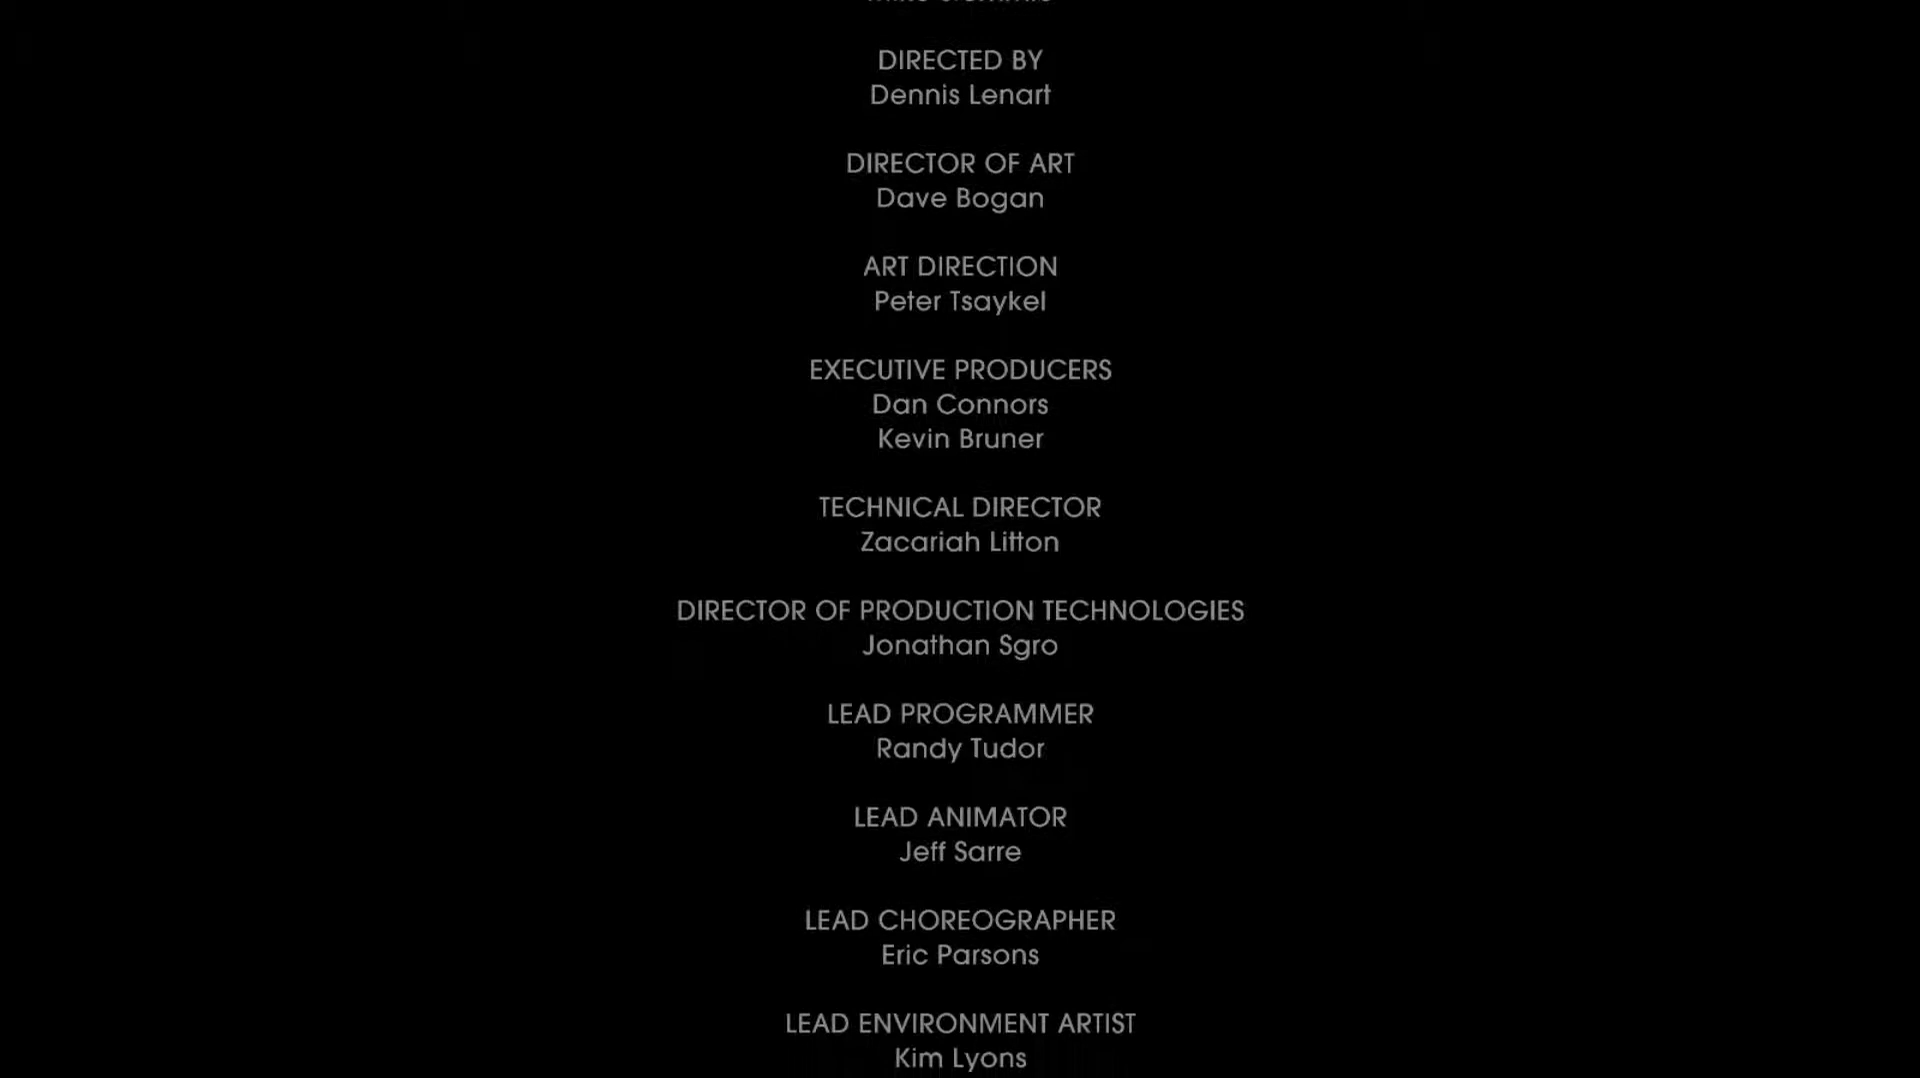 DIRECTED BY
Dennis Lenart
DIRECTOR OF ART
Dave Bogan
ART DIRECTION
Peter Tsaykel
EXECUTIVE PRODUCERS
Dan Connors
Kevin Bruner
TECHNICAL DIRECTOR
Zacariah Litton
DIRECTOR OF PRODUCTION TECHNOLOGIES
Jonathan Sgro
LEAD PROGRAMMER
Randy Tudor
LEAD ANIMATOR
Jeff Sarre
LEAD CHOREOGRAPHER
Eric Parsons
LEAD ENVIRONMENT ARTIST
Kim Lyons